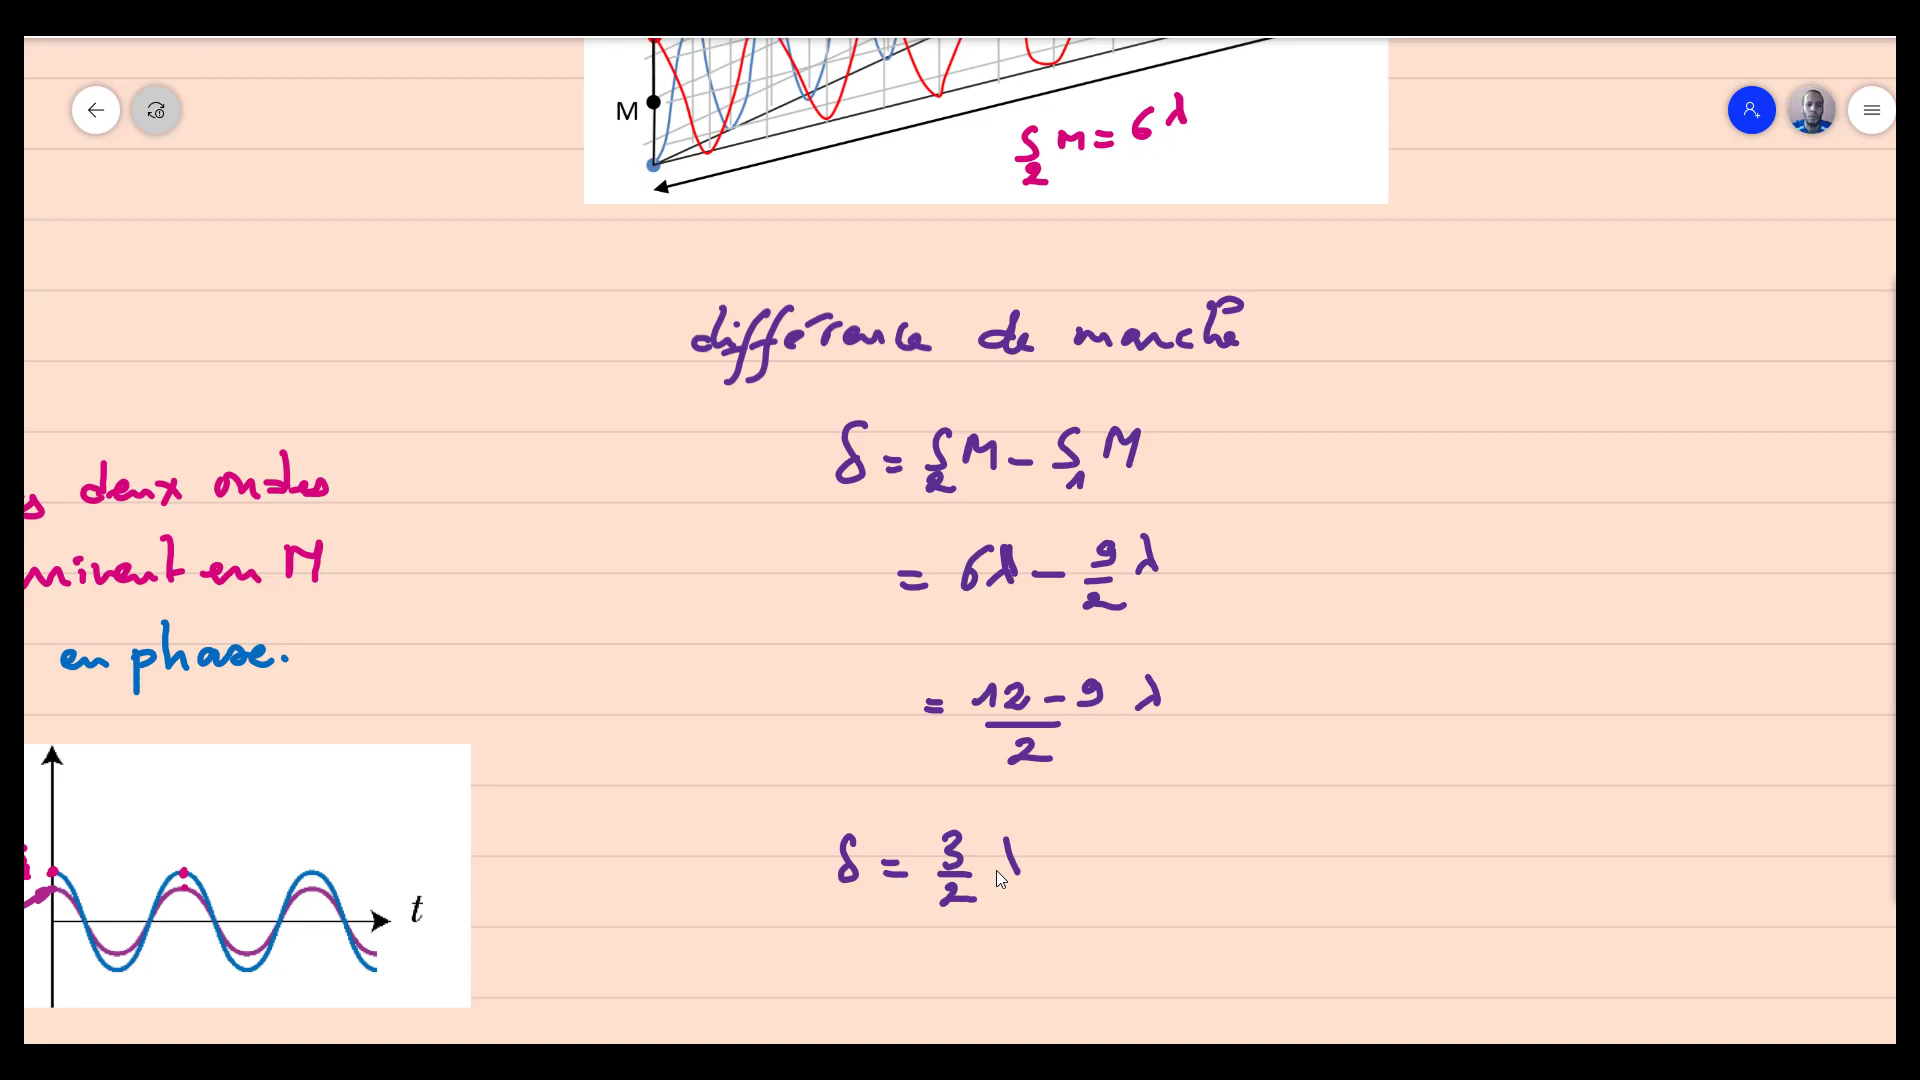 M
S₂M = 6λ
différence de marche
δ = S₂M - S₁M
= 6λ - 9/2 λ
= 12 - 9 / 2 λ
δ = 3/2
deux ondes
en M
en phase.
t